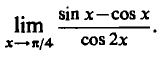 lim x→π/4 (sin x−cos x)/(cos 2x).